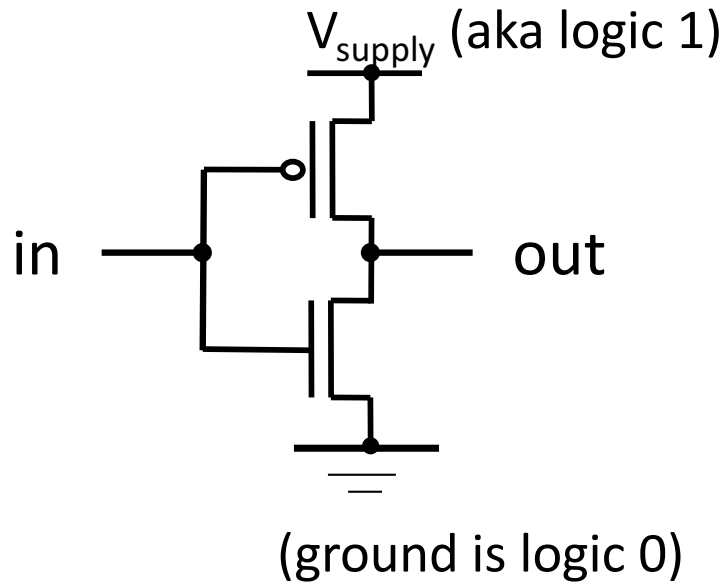 Vsupply (aka logic 1)
in
out
(ground is logic 0)